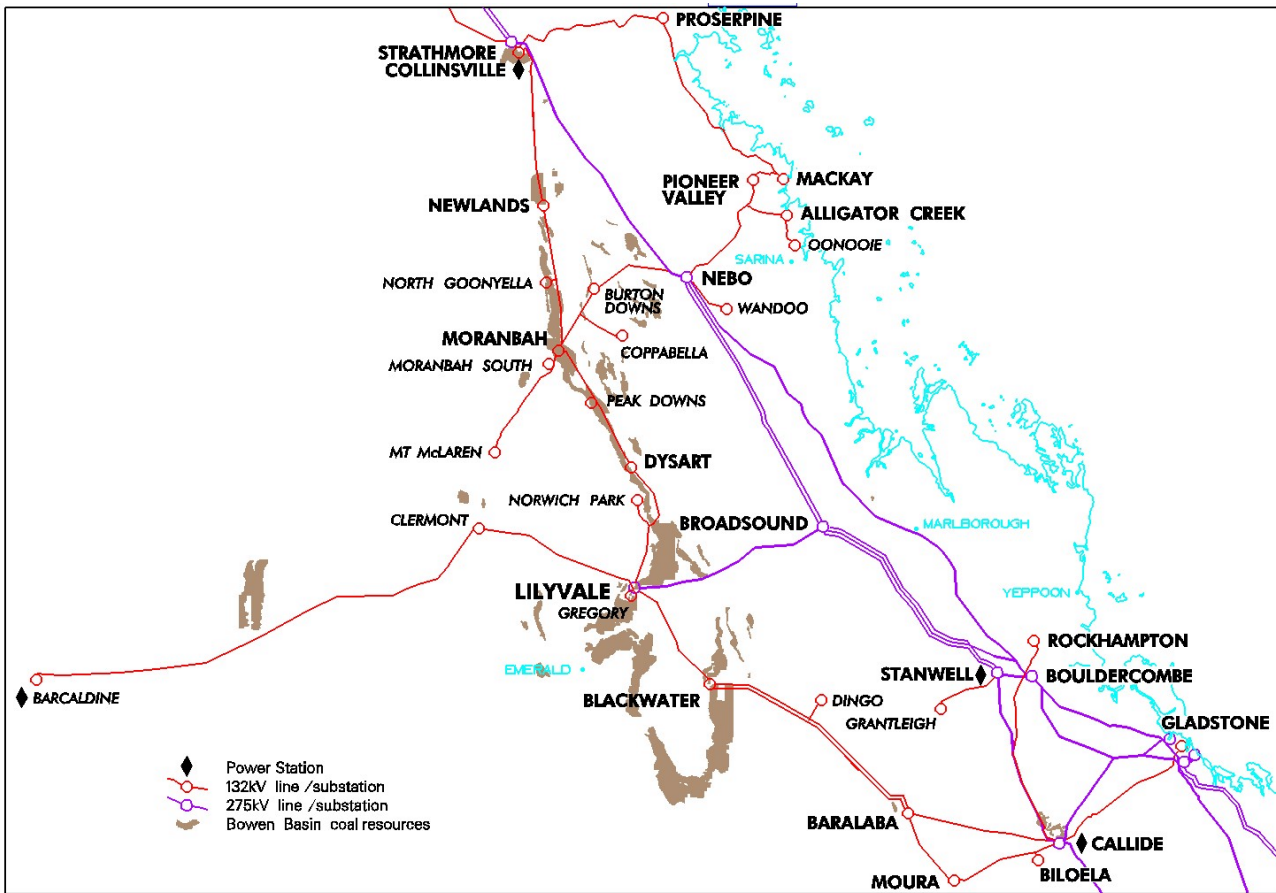 PROSERPINE
STRATHMORE
COLLINSVILLE
PIONEER
VALLEY
MACKAY
NEWLANDS
ALLIGATOR CREEK
OONOOIE
SARINA
NORTH GOONYELLA
NEBO
BURTON
DOWNS
WANDOO
MORANBAH
COPPABELLA
MORANBAH SOUTH
PEAK DOWNS
MT McLAREN
DYSART
NORWICH PARK
CLERMONT
BROADSOUND
MARLBOROUGH
LILYVALE
GREGORY
YEPPOON
ROCKHAMPTON
EMERALD
STANWELL
BOULDERCOMBE
BARCALDINE
BLACKWATER
DINGO
GRANTLEIGH
GLADSTONE
Power Station
132kV line /substation
275kV line /substation
Bowen Basin coal resources
BARALABA
CALLIDE
BILOELA
MOURA